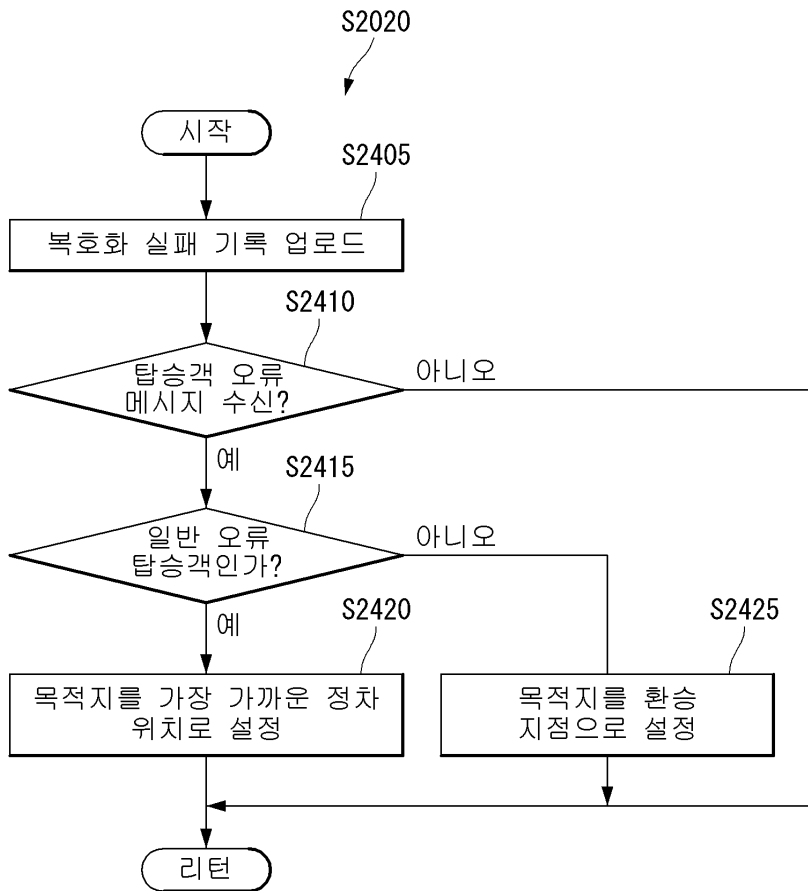 S2020
시작
S2405
복호화 실패 기록 업로드
S2410
탑승객 오류
메시지 수신?
아니오
예
S2415
일반 오류
탑승객인가?
아니오
예
S2420
S2425
목적지를 가장 가까운 정차
위치로 설정
목적지를 환승
지점으로 설정
리턴